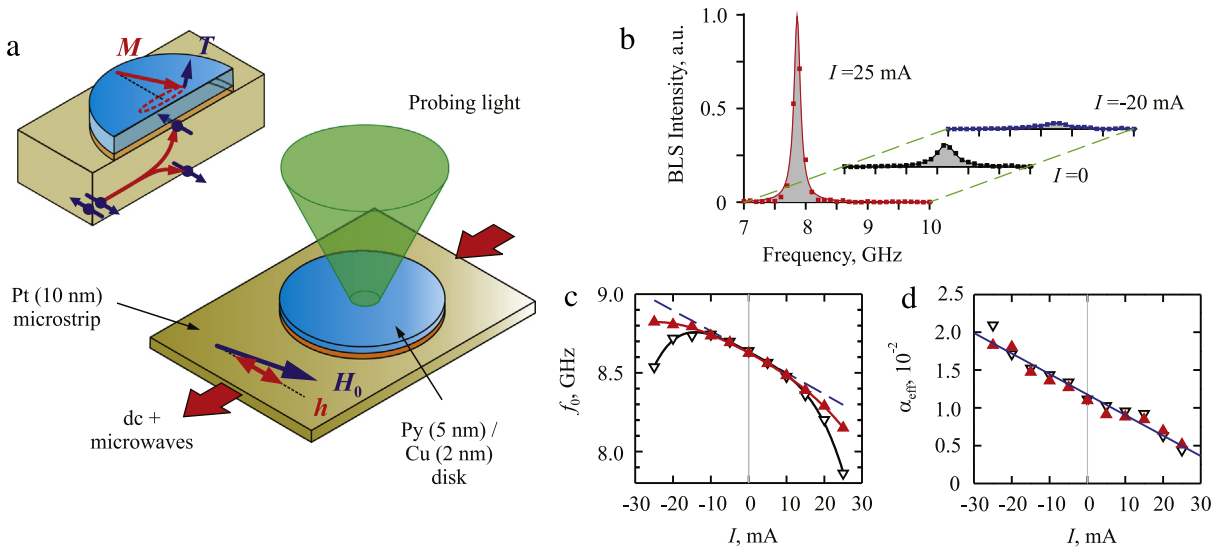 a
M
T
Probing light
Pt (10 nm)
microstrip
H0
h
dc +
microwaves
Py (5 nm) /
Cu (2 nm)
disk
b
BLS Intensity, a.u.
1.0
0.5
0
I =25 mA
I=-20 mA
I=0
7 8 9 10
Frequency, GHz
c
f0, GHz
9.0
8.5
8.0
-30 -20 -10 0 10 20 30
I, mA
d
αeff, 10-2
2.5
2.0
1.5
1.0
0.5
0
-30 -20 -10 0 10 20 30
I, mA